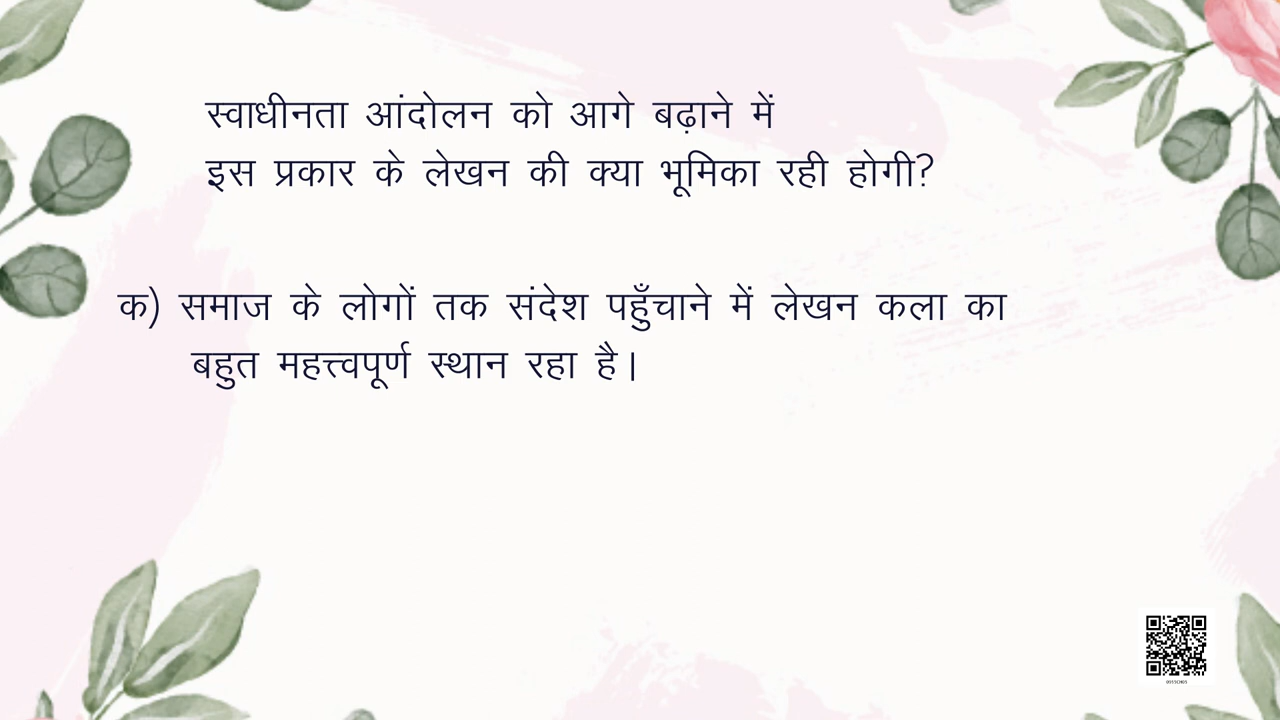 स्वाधीनता आंदोलन को आगे बढ़ाने में
इस प्रकार के लेखन की क्या भूमिका रही होगी?
क) समाज के लोगों तक संदेश पहुँचाने में लेखन कला का
बहुत महत्त्वपूर्ण स्थान रहा है।